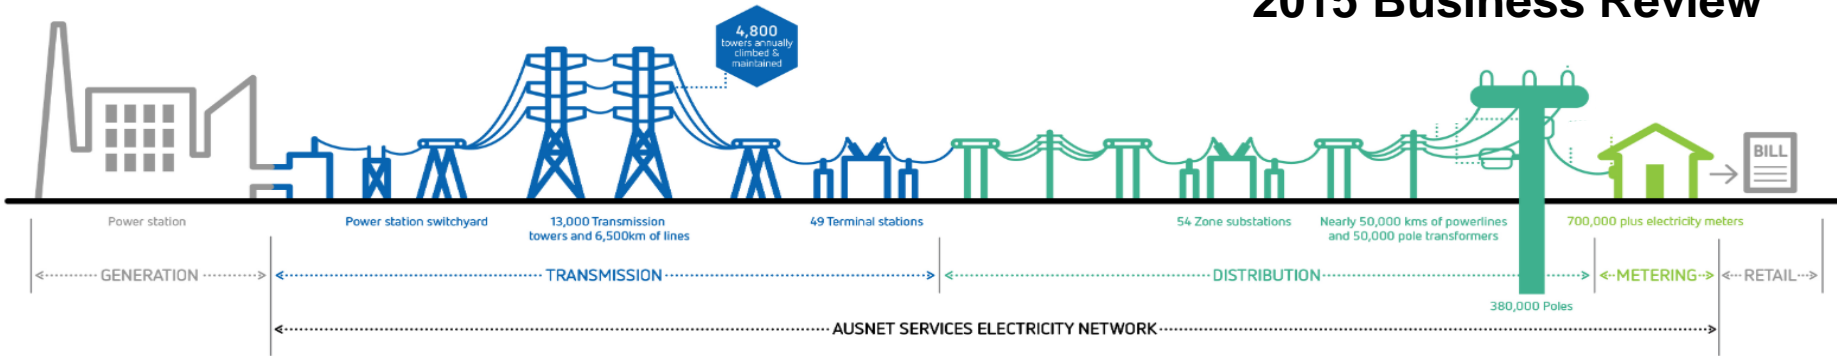 2015 Business Review
4,800
towers annually
climbed &
maintained
BILL
Power station
Power station switchyard
13,000 Transmission
towers and 6,500km of lines
49 Terminal stations
54 Zone substations
Nearly 50,000 kms of powerlines
and 50,000 pole transformers
700,000 plus electricity meters
GENERATION
TRANSMISSION
DISTRIBUTION
METERING
RETAIL
380,000 Poles
AUSNET SERVICES ELECTRICITY NETWORK